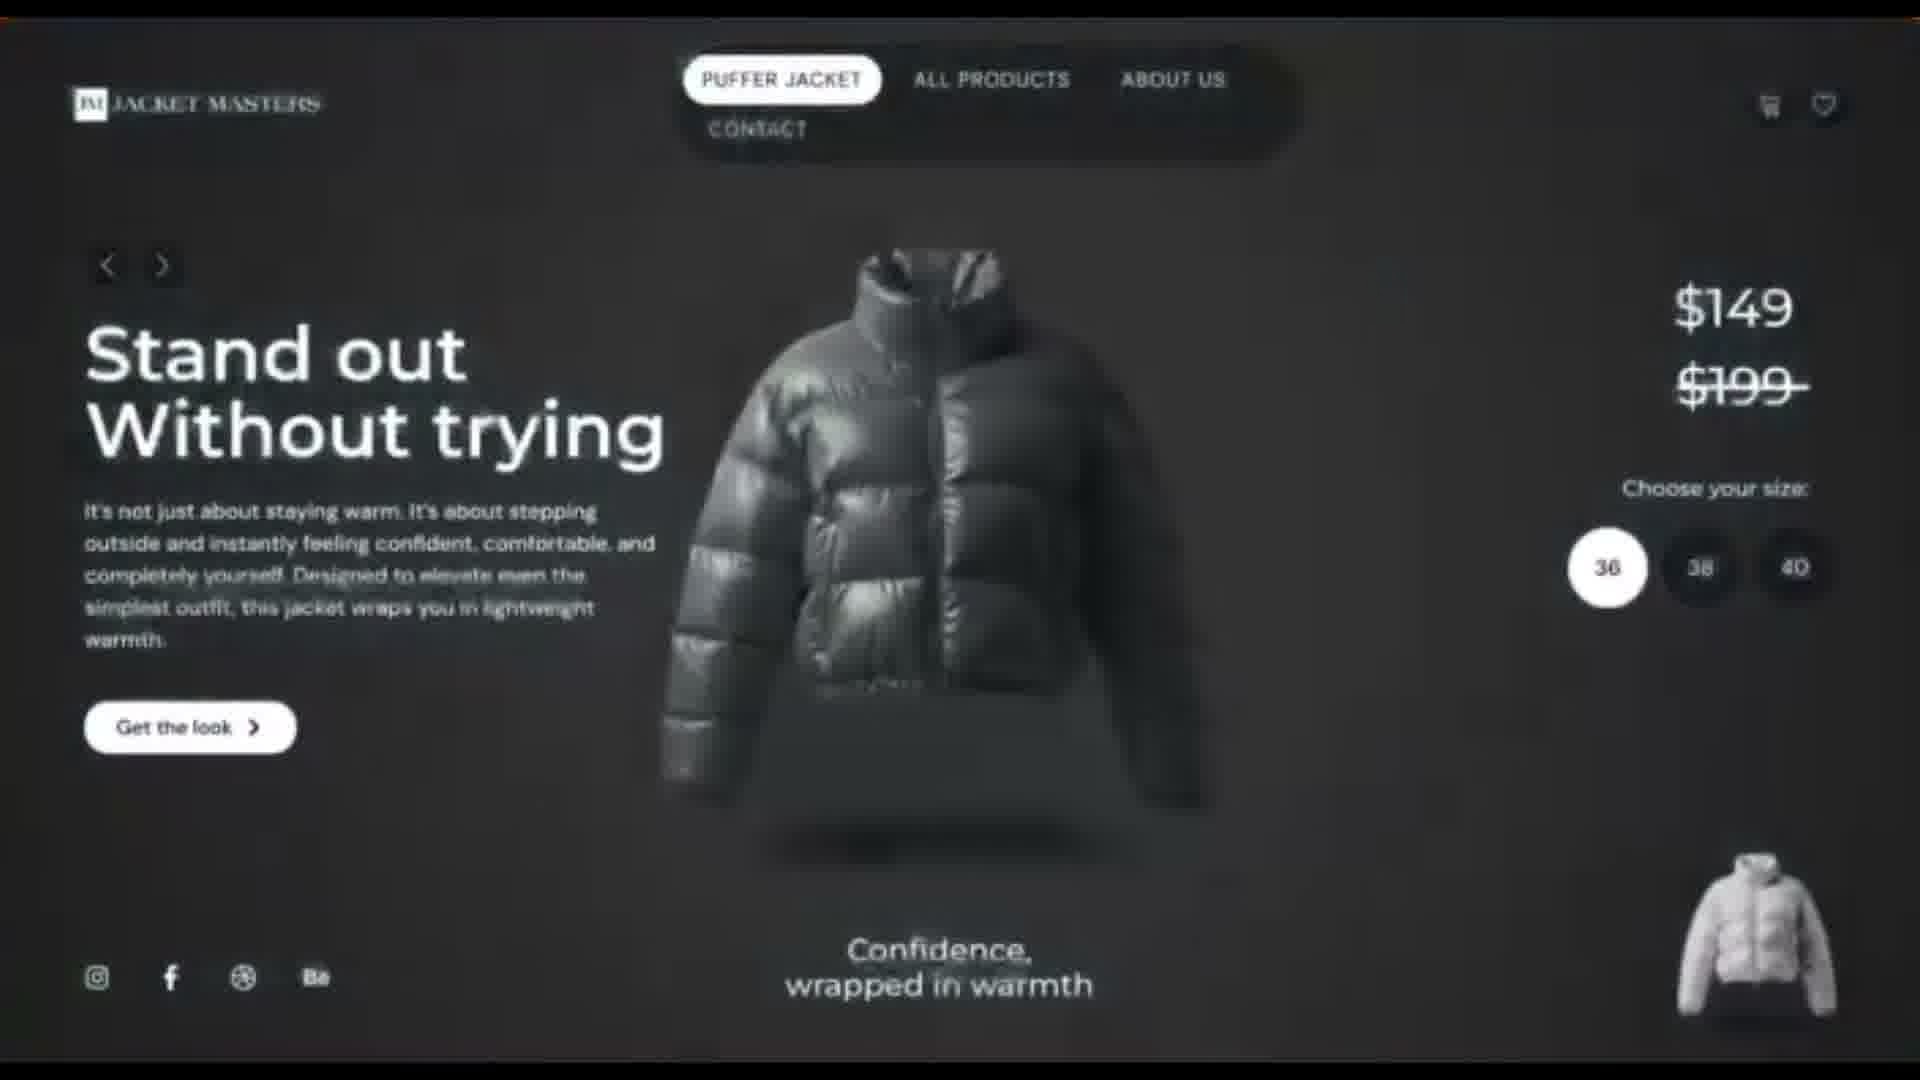 JM JACKET MASTERS
PUFFER JACKET ALL PRODUCTS ABOUT US
CONTACT
Stand out
Without trying
It's not just about staying warm. It's about stepping
outside and instantly feeling confident, comfortable, and
completely yourself. Designed to elevate even the
simplest outfit, this jacket wraps you in lightweight
warmth.
Get the look
$149
$199
Choose your size:
36 38 40
Confidence,
wrapped in warmth
Bē